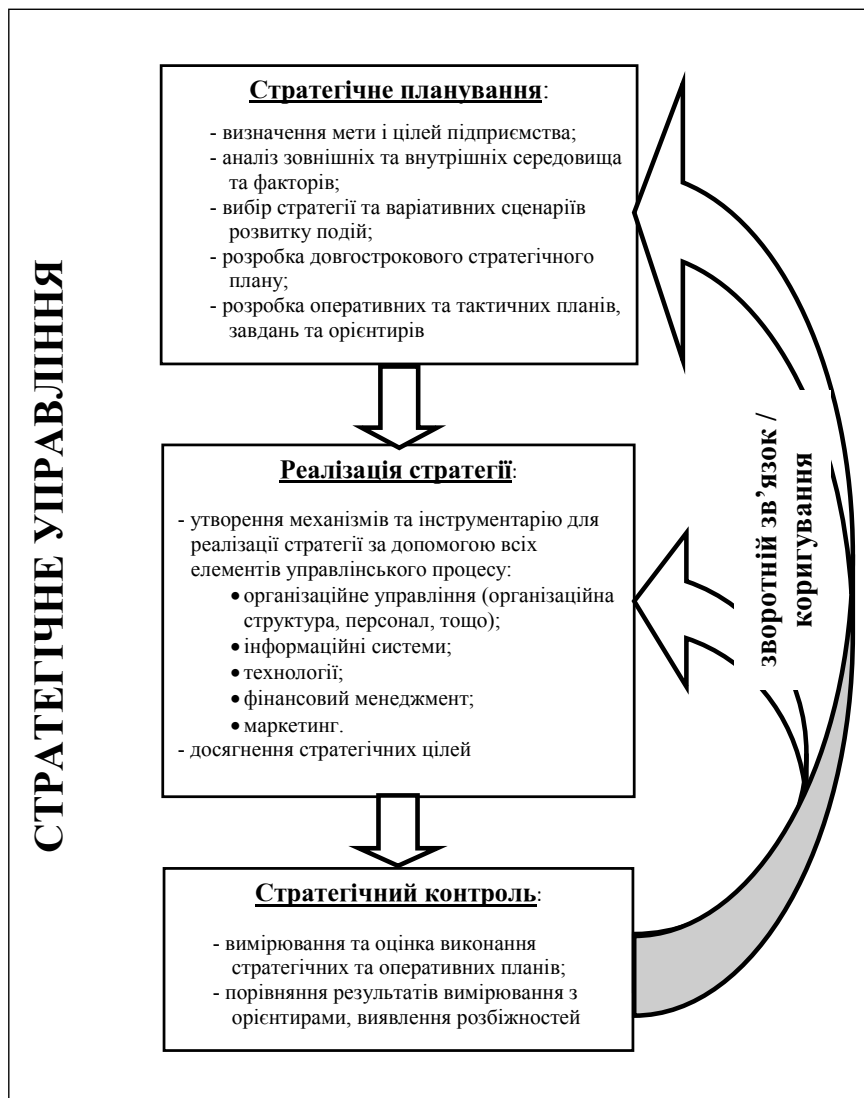 СТРАТЕГІЧНЕ УПРАВЛІННЯ
Стратегічне планування:
- визначення мети і цілей підприємства;
- аналіз зовнішніх та внутрішніх середовища
та факторів;
- вибір стратегії та варіативних сценаріїв
розвитку подій;
- розробка довгострокового стратегічного
плану;
- розробка оперативних та тактичних планів,
завдань та орієнтирів
Реалізація стратегії:
- утворення механізмів та інструментарію для
реалізації стратегії за допомогою всіх
елементів управлінського процесу:
• організаційне управління (організаційна
структура, персонал, тощо);
• інформаційні системи;
• технології;
• фінансовий менеджмент;
• маркетинг.
- досягнення стратегічних цілей
Стратегічний контроль:
- вимірювання та оцінка виконання
стратегічних та оперативних планів;
- порівняння результатів вимірювання з
орієнтирами, виявлення розбіжностей
зворотній зв’язок /
коригування